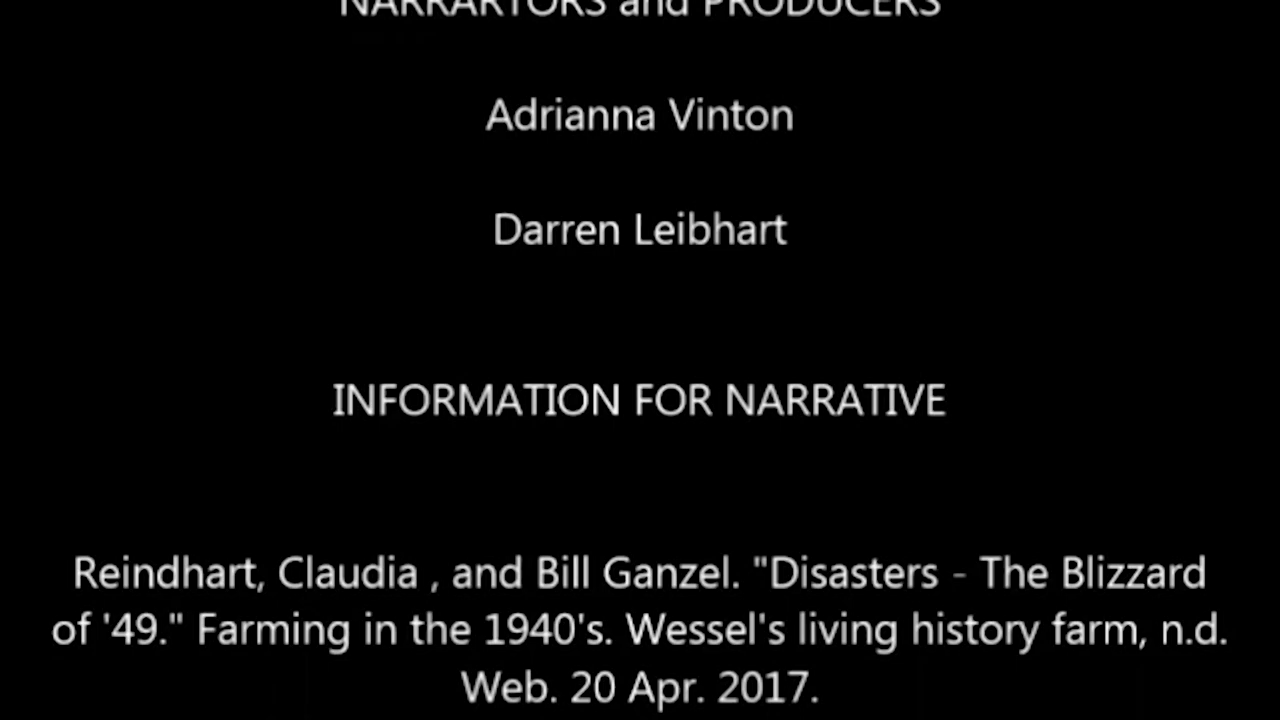 NARRARTORS and PRODUCERS
Adrianna Vinton
Darren Leibhart
INFORMATION FOR NARRATIVE
Reindhart, Claudia , and Bill Ganzel. "Disasters - The Blizzard
of '49." Farming in the 1940's. Wessel's living history farm, n.d.
Web. 20 Apr. 2017.